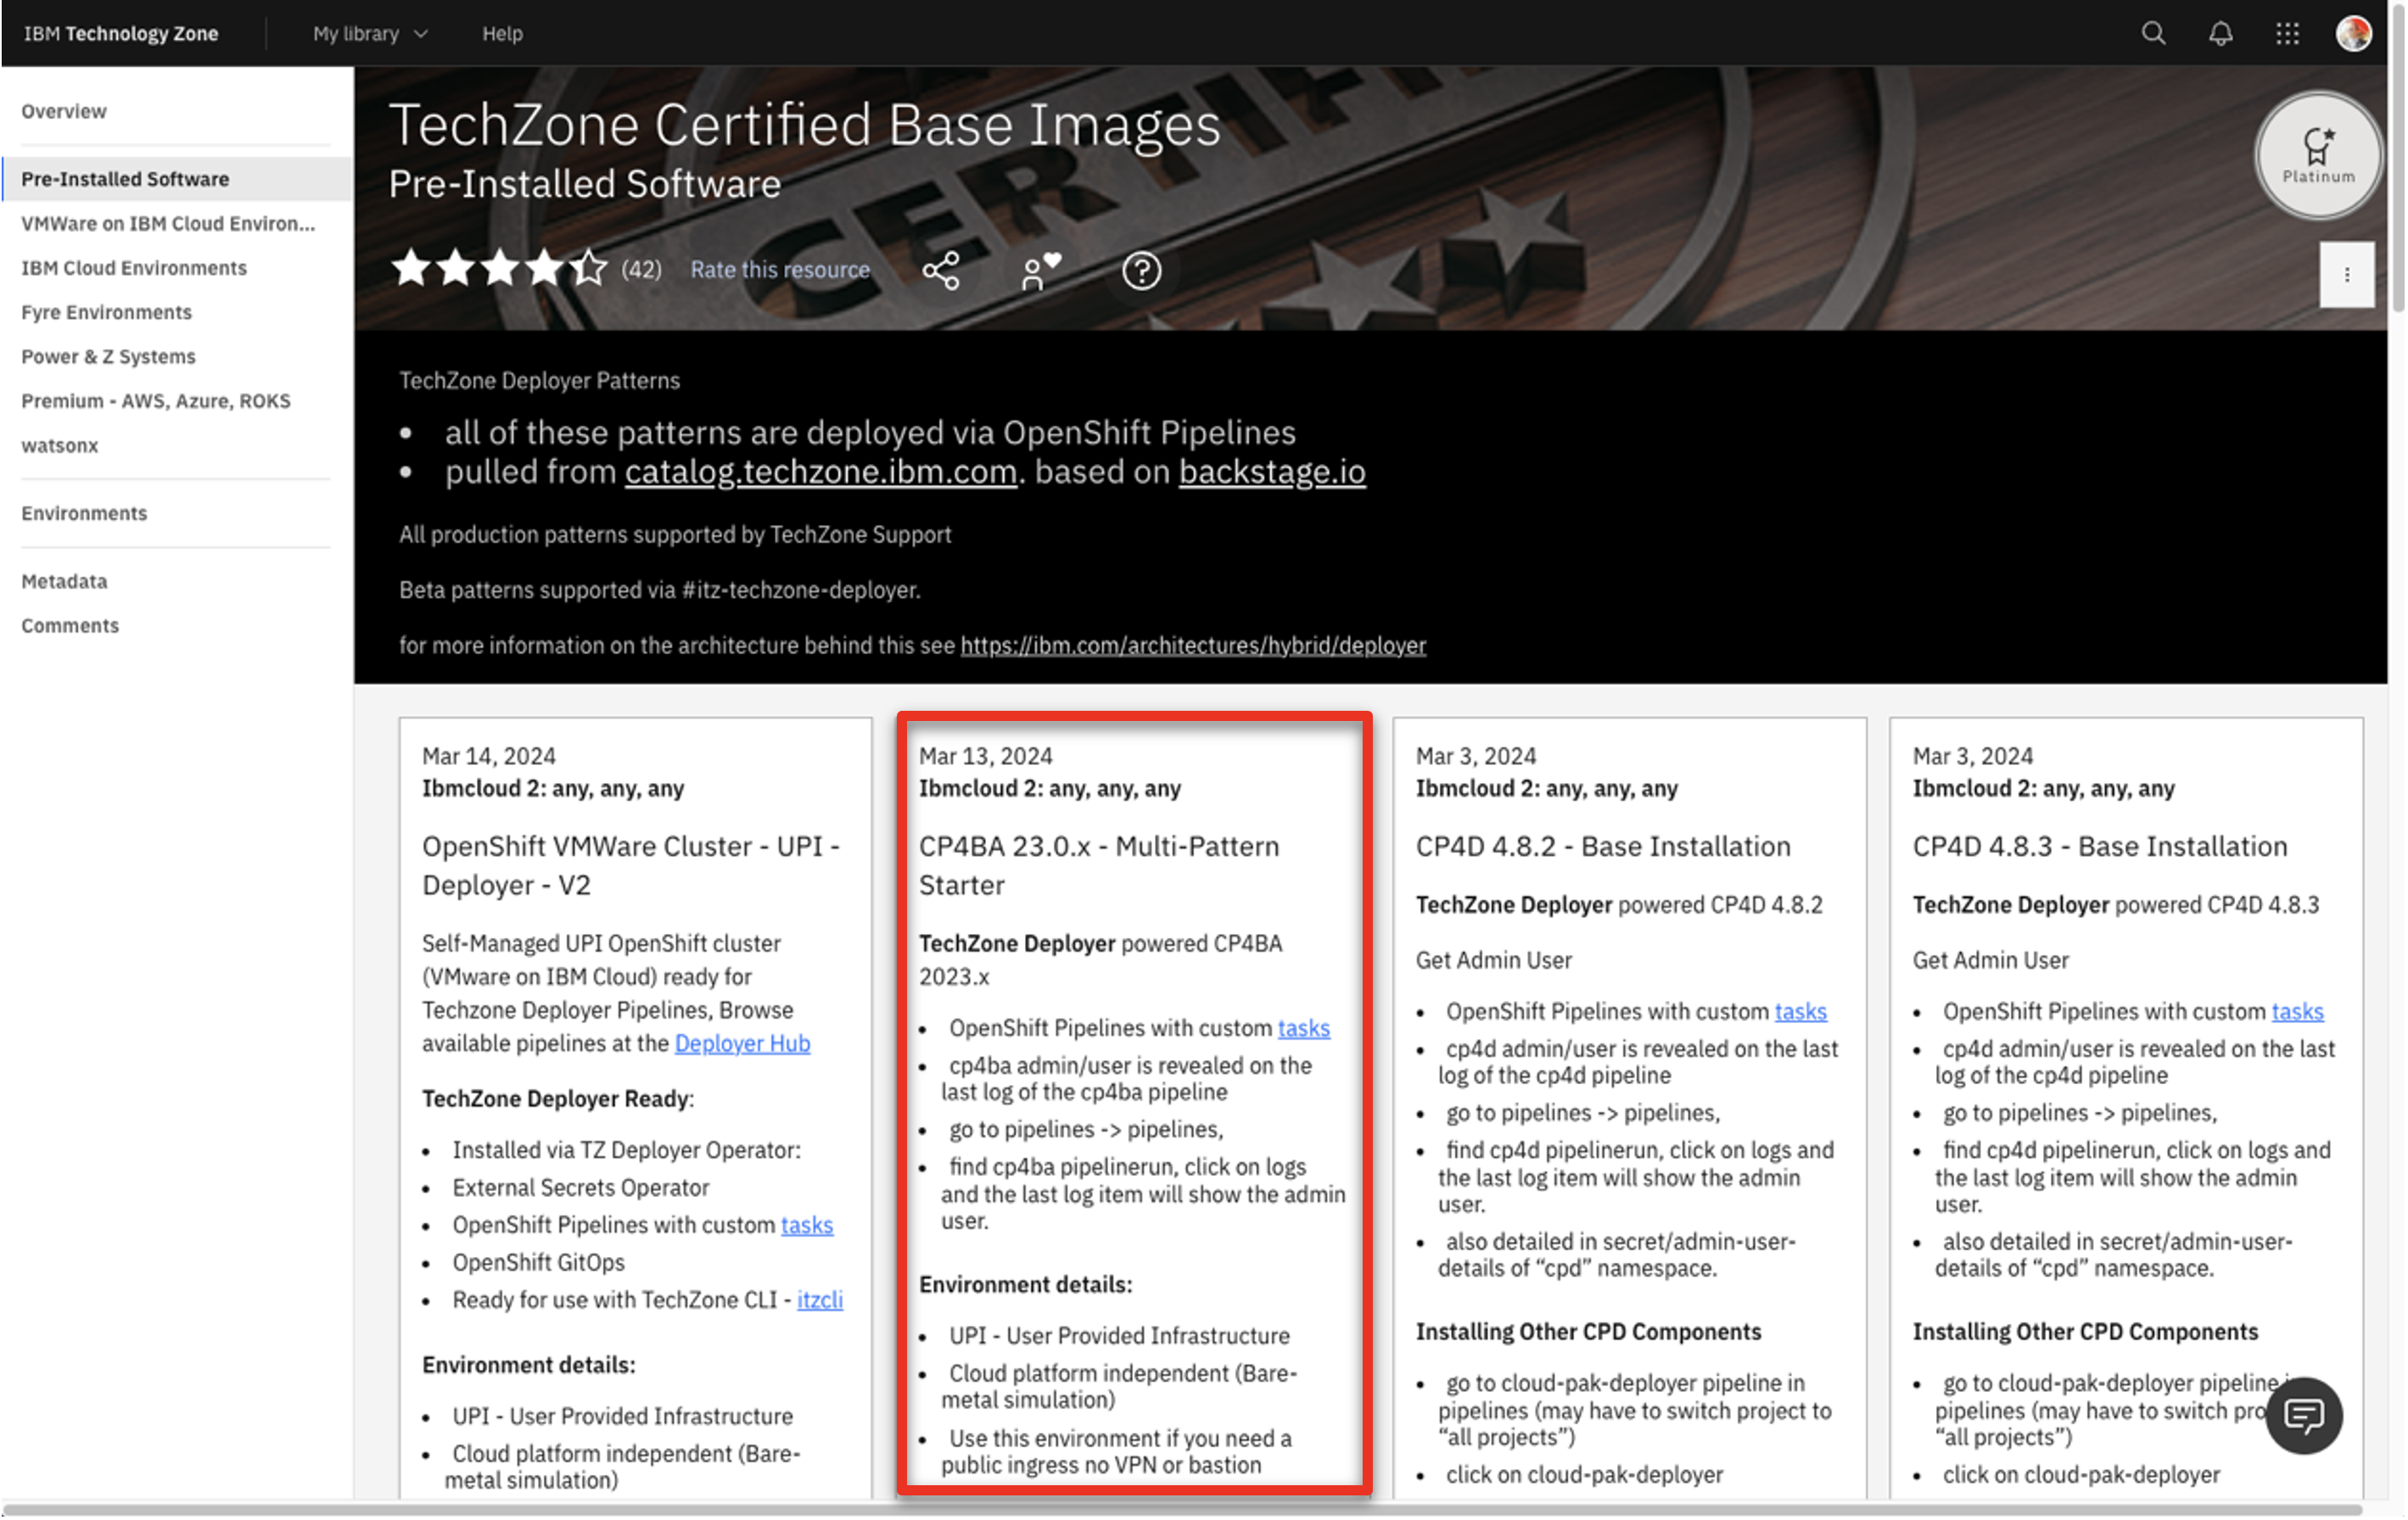 IBM Technology Zone
My library
Help
Overview
Pre-Installed Software
VMWare on IBM Cloud Environ...
IBM Cloud Environments
Fyre Environments
Power & Z Systems
Premium - AWS, Azure, ROKS
watsonx
Environments
Metadata
Comments
TechZone Certified Base Images
Pre-Installed Software
(42)
Rate this resource
Platinum
TechZone Deployer Patterns
• all of these patterns are deployed via OpenShift Pipelines
• pulled from catalog.techzone.ibm.com. based on backstage.io
All production patterns supported by TechZone Support
Beta patterns supported via #itz-techzone-deployer.
for more information on the architecture behind this see https://ibm.com/architectures/hybrid/deployer
Mar 14, 2024
Ibmcloud 2: any, any, any
OpenShift VMWare Cluster - UPI -
Deployer - V2
Self-Managed UPI OpenShift cluster
(VMware on IBM Cloud) ready for
Techzone Deployer Pipelines, Browse
available pipelines at the Deployer Hub
TechZone Deployer Ready:
• Installed via TZ Deployer Operator:
• External Secrets Operator
• OpenShift Pipelines with custom tasks
• OpenShift GitOps
• Ready for use with TechZone CLI - itzcli
Environment details:
• UPI - User Provided Infrastructure
• Cloud platform independent (Bare-
metal simulation)
Mar 13, 2024
Ibmcloud 2: any, any, any
CP4BA 23.0.x - Multi-Pattern
Starter
TechZone Deployer powered CP4BA
2023.x
• OpenShift Pipelines with custom tasks
• cp4ba admin/user is revealed on the
last log of the cp4ba pipeline
• go to pipelines -> pipelines,
• find cp4ba pipelinerun, click on logs
and the last log item will show the admin
user.
Environment details:
• UPI - User Provided Infrastructure
• Cloud platform independent (Bare-
metal simulation)
• Use this environment if you need a
public ingress no VPN or bastion
Mar 3, 2024
Ibmcloud 2: any, any, any
CP4D 4.8.2 - Base Installation
TechZone Deployer powered CP4D 4.8.2
Get Admin User
• OpenShift Pipelines with custom tasks
• cp4d admin/user is revealed on the last
log of the cp4d pipeline
• go to pipelines -> pipelines,
• find cp4d pipelinerun, click on logs and
the last log item will show the admin
user.
• also detailed in secret/admin-user-
details of “cpd” namespace.
Installing Other CPD Components
• go to cloud-pak-deployer pipeline in
pipelines (may have to switch project to
“all projects”)
• click on cloud-pak-deployer
Mar 3, 2024
Ibmcloud 2: any, any, any
CP4D 4.8.3 - Base Installation
TechZone Deployer powered CP4D 4.8.3
Get Admin User
• OpenShift Pipelines with custom tasks
• cp4d admin/user is revealed on the last
log of the cp4d pipeline
• go to pipelines -> pipelines,
• find cp4d pipelinerun, click on logs and
the last log item will show the admin
user.
• also detailed in secret/admin-user-
details of “cpd” namespace.
Installing Other CPD Components
• go to cloud-pak-deployer pipeline
pipelines (may have to switch pro
“all projects”)
• click on cloud-pak-deployer